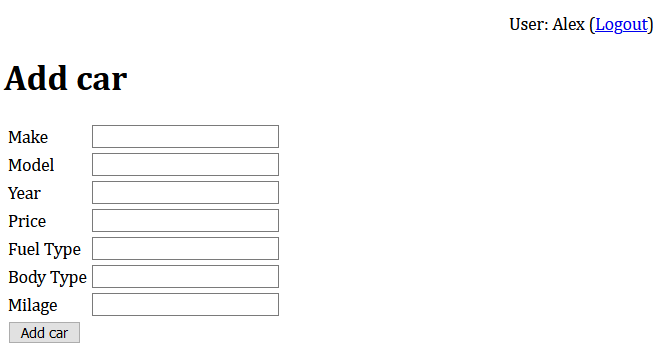 User: Alex (Logout)
Add car
Make
Model
Year
Price
Fuel Type
Body Type
Milage
Add car